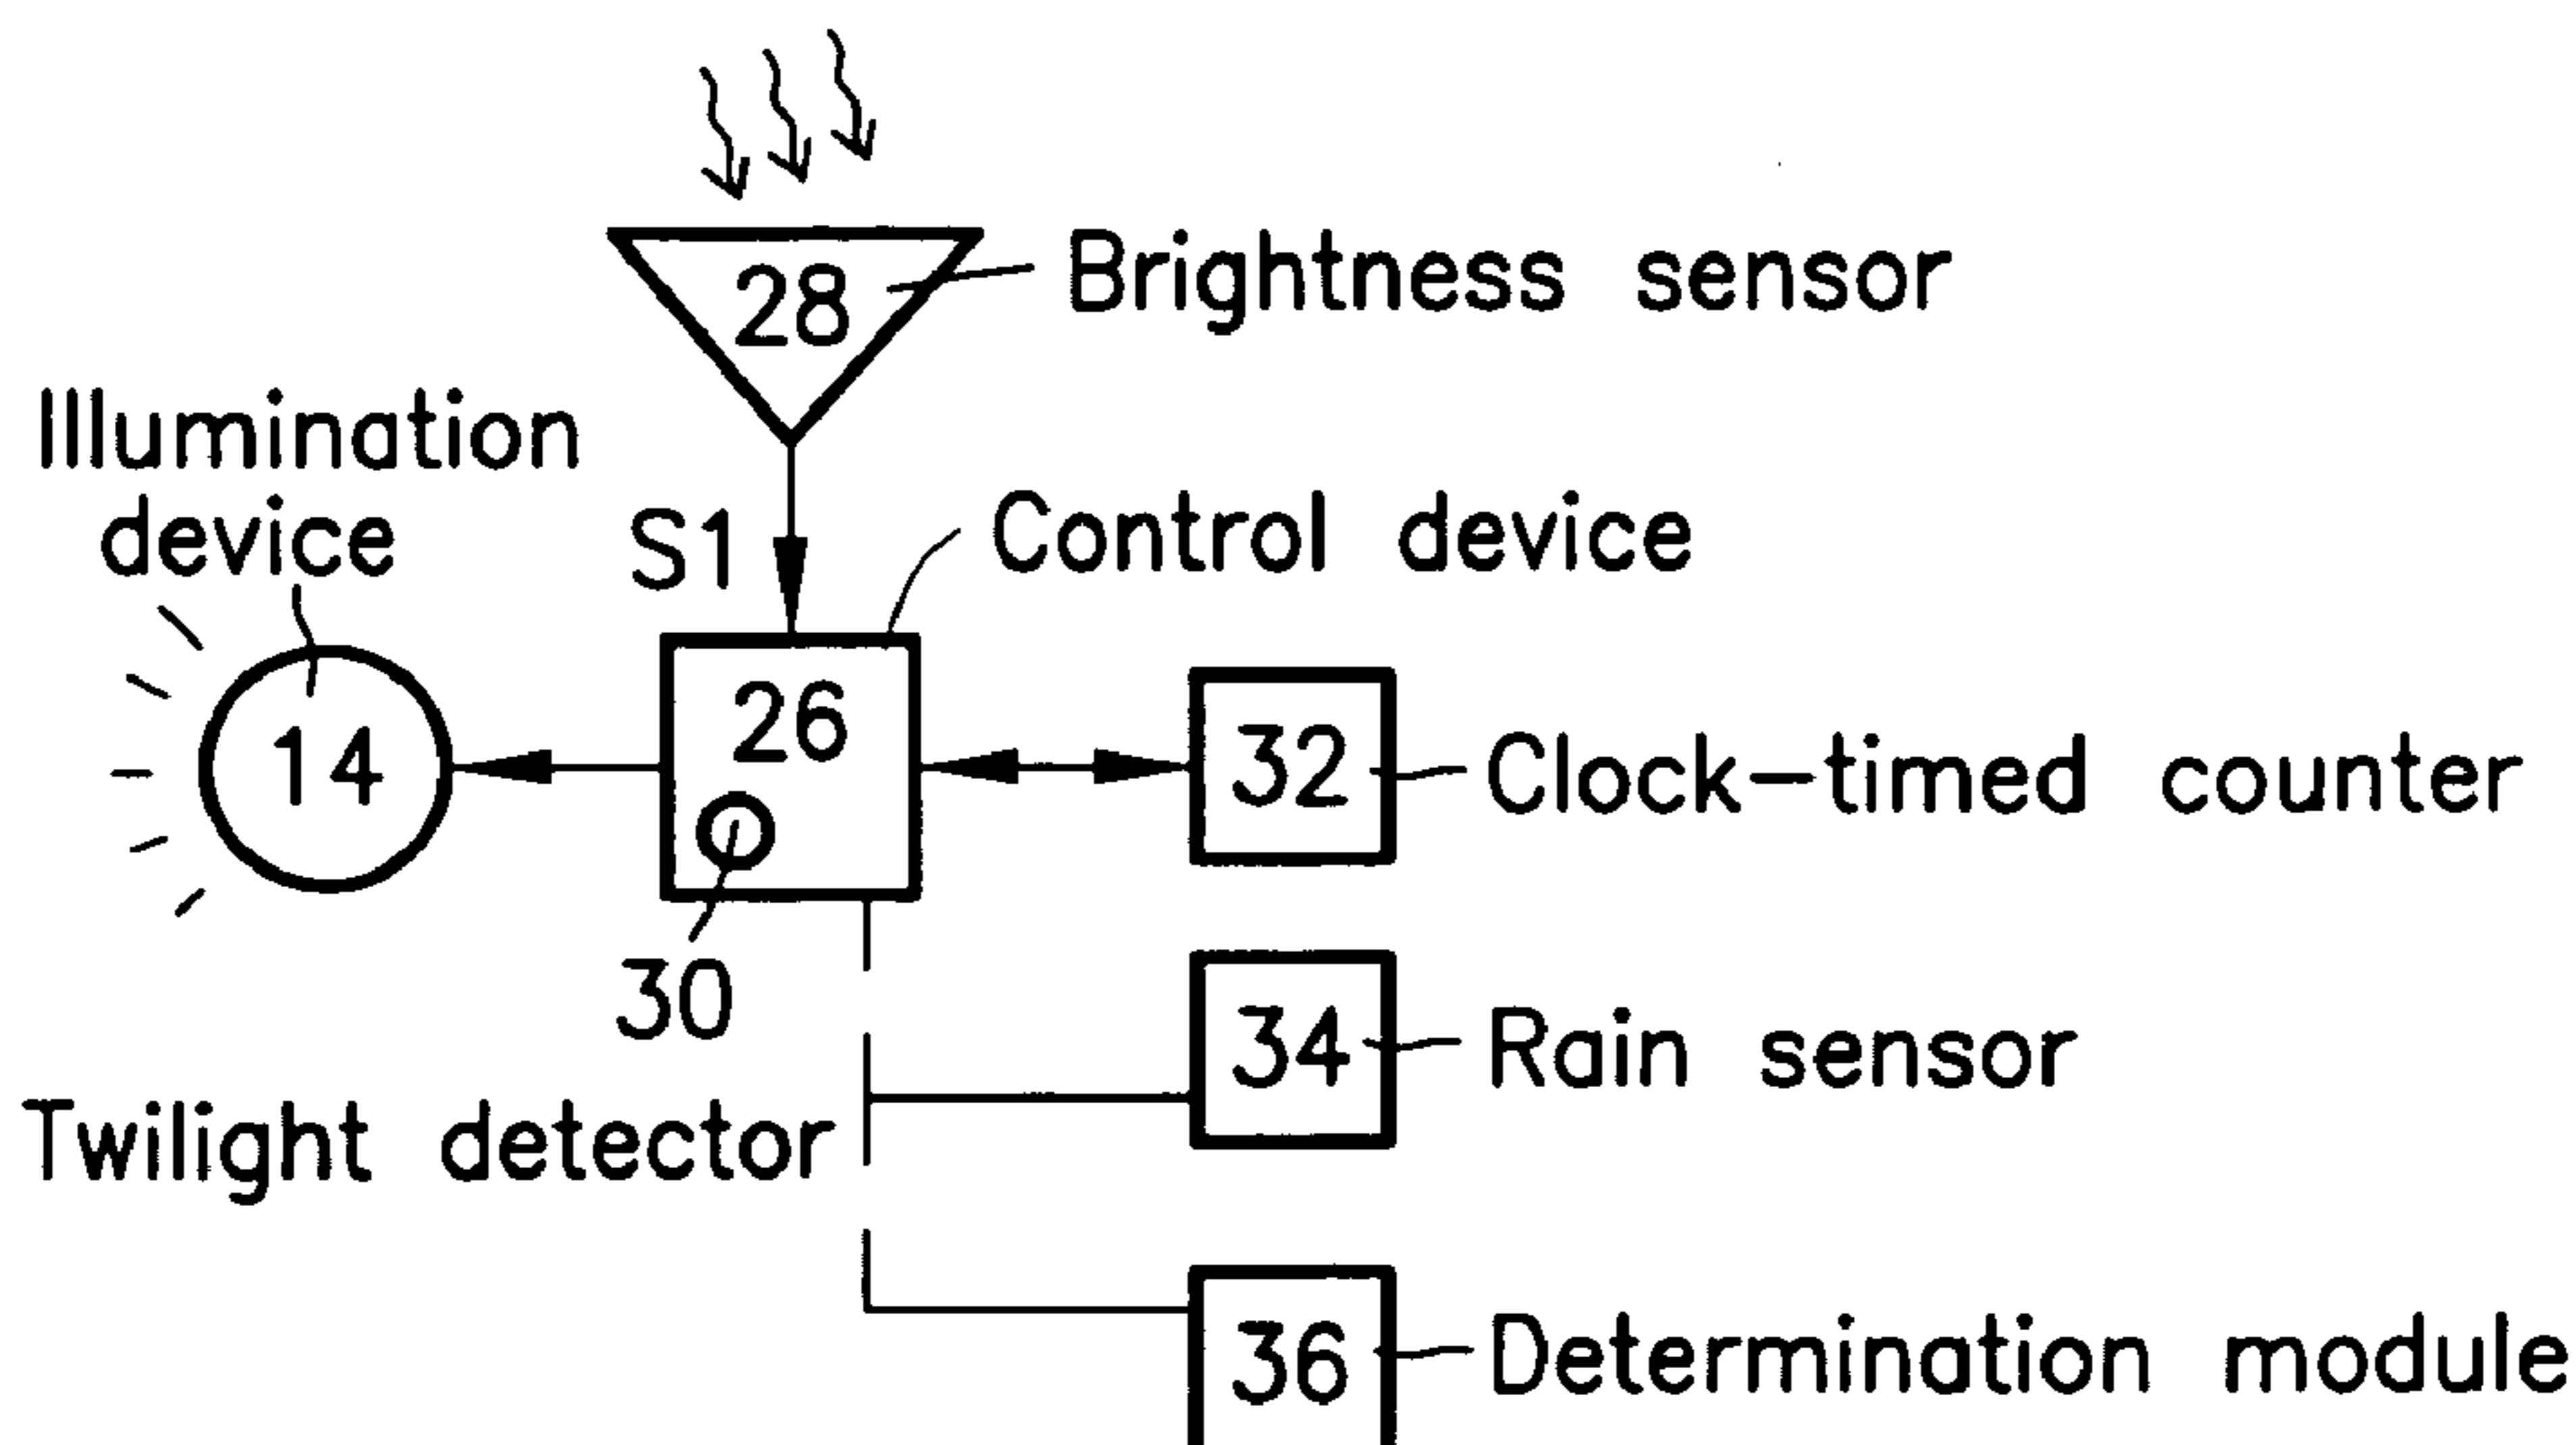 28
Brightness sensor
Illumination
device
S1
Control device
14
26
32
Clock-timed counter
30
34
Rain sensor
Twilight detector
36
Determination module